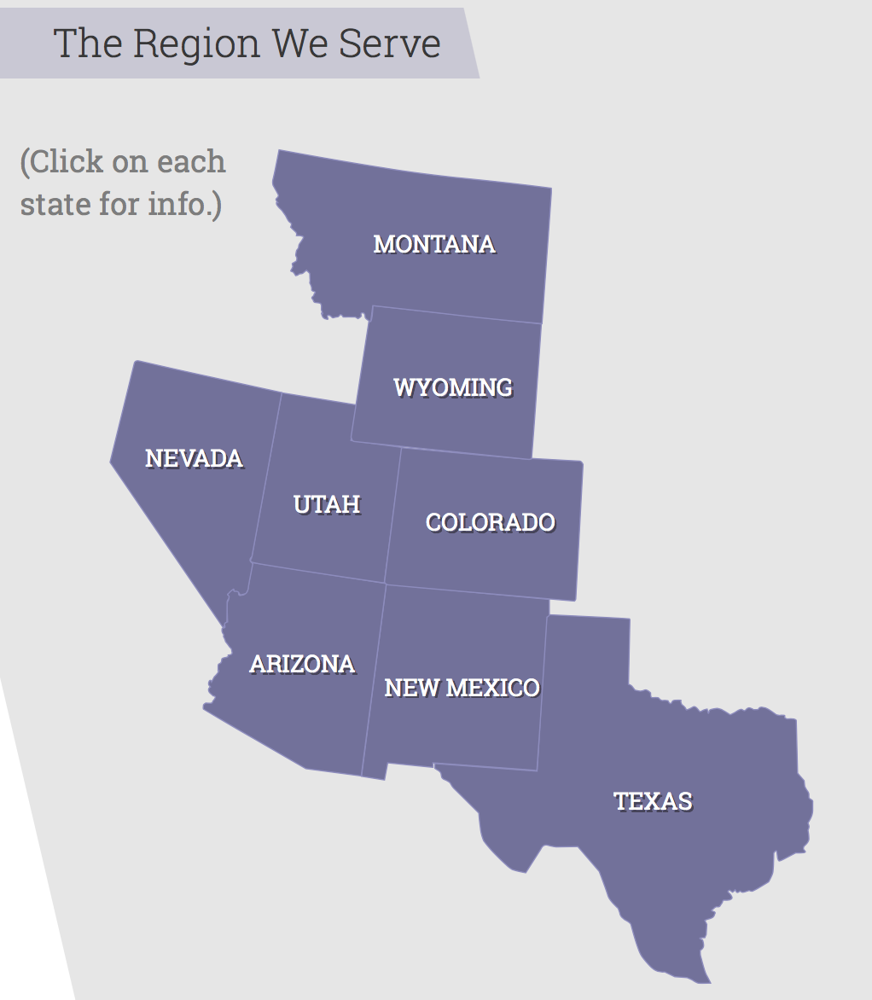 The Region We Serve
(Click on each
state for info.)
MONTANA
WYOMING
NEVADA
UTAH
COLORADO
ARIZONA
NEW MEXICO
TEXAS